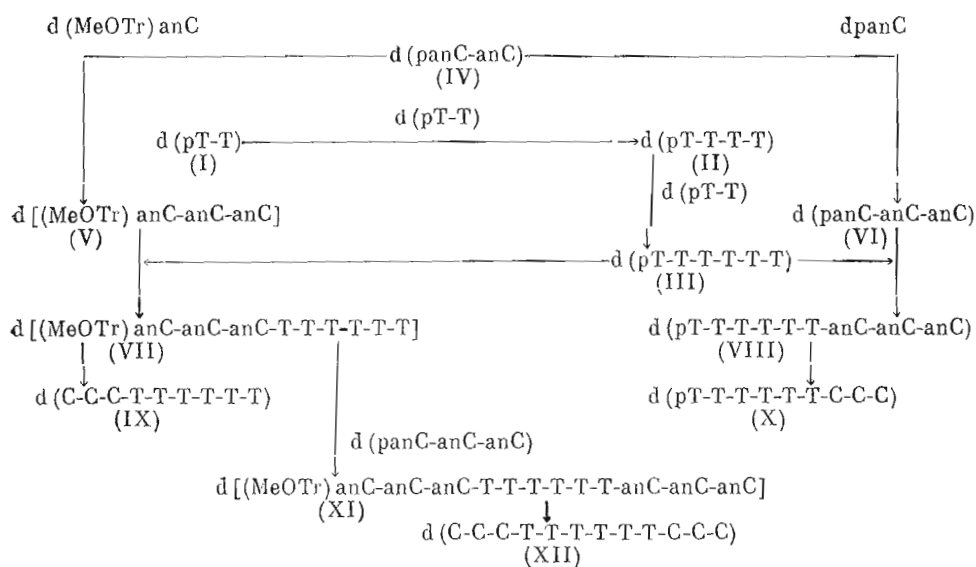 d (MeOTr) anC dpanC
d (panC-anC)
(IV)
d (pT-T)
d (pT-T) d (pT-T-T-T)
(I) (II)
d (pT-T)
d [(MeOTr) anC-anC-anC] d (panC-anC-anC)
(V) (VI)
d (pT-T-T-T-T-T)
(III)
d [(MeOTr) anC-anC-anC-T-T-T-T-T-T] d (pT-T-T-T-T-T-anC-anC-anC)
(VII) (VIII)
d (C-C-C-T-T-T-T-T-T) d (pT-T-T-T-T-T-C-C-C)
(IX) (X)
d (panC-anC-anC)
d [(MeOTr) anC-anC-anC-T-T-T-T-T-T-anC-anC-anC]
(XI)
d (C-C-C-T-T-T-T-T-T-C-C-C)
(XII)